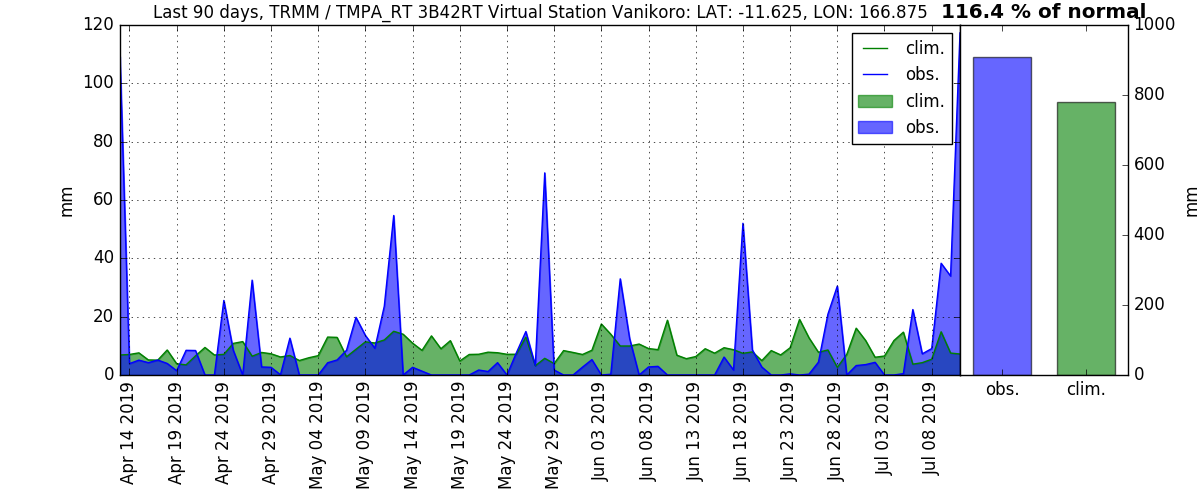 Last 90 days, TRMM / TMPA_RT 3B42RT Virtual Station Vanikoro: LAT: -11.625, LON: 166.875 116.4 % of normal
120
100
80
60
40
20
0
mm
clim.
obs.
clim.
obs.
1000
800
600
400
200
0
mm
Apr 14 2019
Apr 19 2019
Apr 24 2019
Apr 29 2019
May 04 2019
May 09 2019
May 14 2019
May 19 2019
May 24 2019
May 29 2019
Jun 03 2019
Jun 08 2019
Jun 13 2019
Jun 18 2019
Jun 23 2019
Jun 28 2019
Jul 03 2019
Jul 08 2019
obs.
clim.